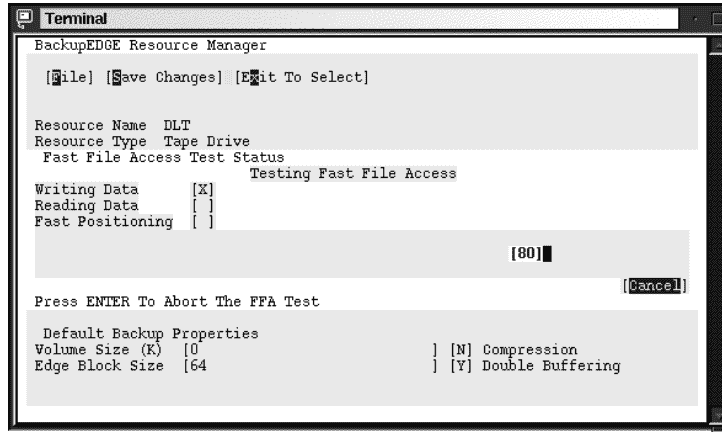 Terminal
BackupEDGE Resource Manager
[File] [Save Changes] [Exit To Select]
Resource Name DLT
Resource Type Tape Drive
Fast File Access Test Status
Testing Fast File Access
Writing Data [X]
Reading Data [ ]
Fast Positioning [ ]
[80]
[Cancel]
Press ENTER To Abort The FFA Test
Default Backup Properties
Volume Size (K) [0 ] [N] Compression
Edge Block Size [64 ] [Y] Double Buffering